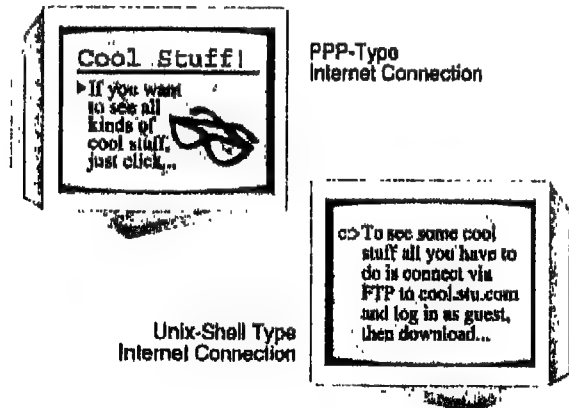 Cool Stuff!
If you want
to see all
kinds of
cool stuff,
just click...
PPP-Type
Internet Connection
c> To see some cool
stuff all you have to
do is connect via
FTP to cool.stu.com
and log in as guest,
then download...
Unix-Shell Type
Internet Connection